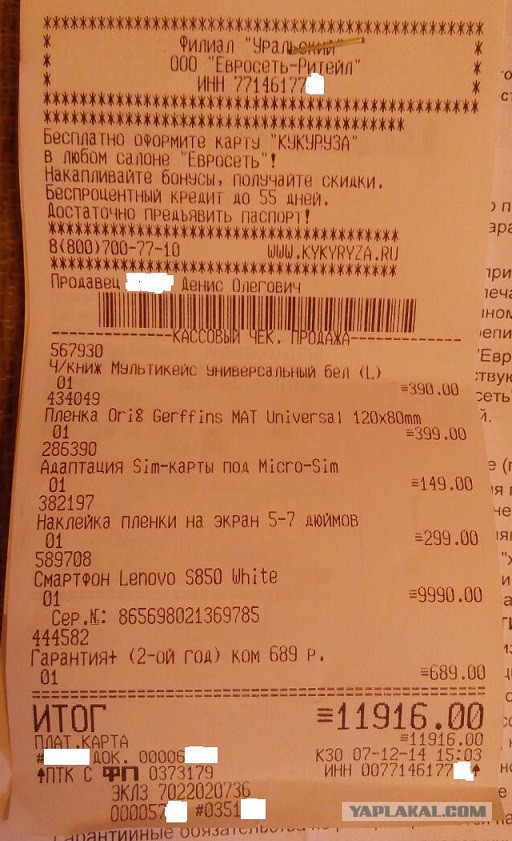 ********************************
* Филиал "Уральский" *
* ООО "Евросеть-Ритейл" *
* ИНН 77146177 *
********************************
**************************
Бесплатно оформите карту "КУКУРУЗА"
в любом салоне "Евросеть"!
Накапливайте бонусы, получайте скидки.
Беспроцентный кредит до 55 дней.
Достаточно предъявить паспорт!
**************************
8(800)700-77-10 WWW.KYKYRYZA.RU
**************************
Продавец Денис Олегович
КАССОВЫЙ ЧЕК. ПРОДАЖА
567930
Ч/книж Мультикейс универсальный бел (L)
01 =390.00
434049
Пленка Ori& Gerffins MAT Universal 120x80mm
01 =399.00
286390
Адаптация Sim-карты под Micro-Sim
01 =149.00
382197
Наклейка пленки на экран 5-7 дюймов
01 =299.00
589708
Смартфон Lenovo S850 White
01 =9990.00
Сер.№: 865698021369785
444582
Гарантия+ (2-ой год) ком 689 р.
01 =689.00
ИТОГ =11916.00
ПЛАТ.КАРТА =11916.00
# ДОК. 00006 К30 07-12-14 15:03
ПТК С ФП 0373179 ИНН 0077146177
ЭКЛЗ 7022020736
000057 #0351
YAPLAKAL.COM
Гарантийные обязательства